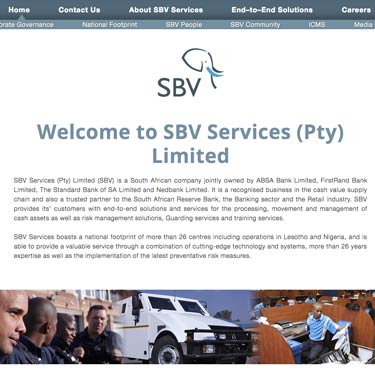 Home Contact Us About SBV Services End–to–End Solutions Careers
orate Governance National Footprint SBV People SBV Community ICMS Media
SBV
Welcome to SBV Services (Pty)
Limited
SBV Services (Pty) Limited (SBV) is a South African company jointly owned by ABSA Bank Limited, FirstRand Bank
Limited, The Standard Bank of SA Limited and Nedbank Limited. It is a recognised business in the cash value supply
chain and also a trusted partner to the South African Reserve Bank, the Banking sector and the Retail industry. SBV
provides its' customers with end-to-end solutions and services for the processing, movement and management of
cash assets as well as risk management solutions, Guarding services and training services.
SBV Services boasts a national footprint of more than 26 centres including operations in Lesotho and Nigeria, and is
able to provide a valuable service through a combination of cutting-edge technology and systems, more than 26 years
expertise as well as the implementation of the latest preventative risk measures.